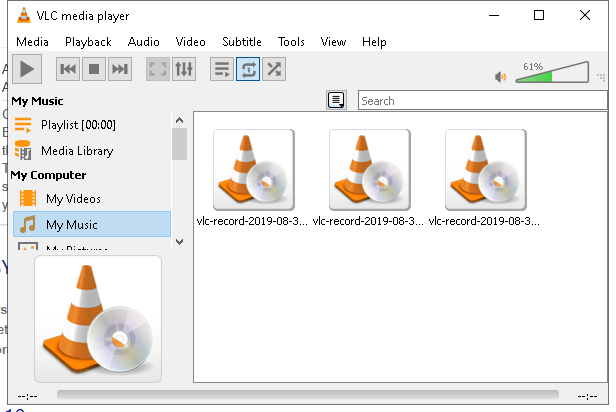 VLC media player
Media Playback Audio Video Subtitle Tools View Help
61%
My Music
Search
Playlist [00:00]
Media Library
My Computer
My Videos
My Music
My Pictures
vlc-record-2019-08-3... vlc-record-2019-08-3... vlc-record-2019-08-3...
--:-- --:--